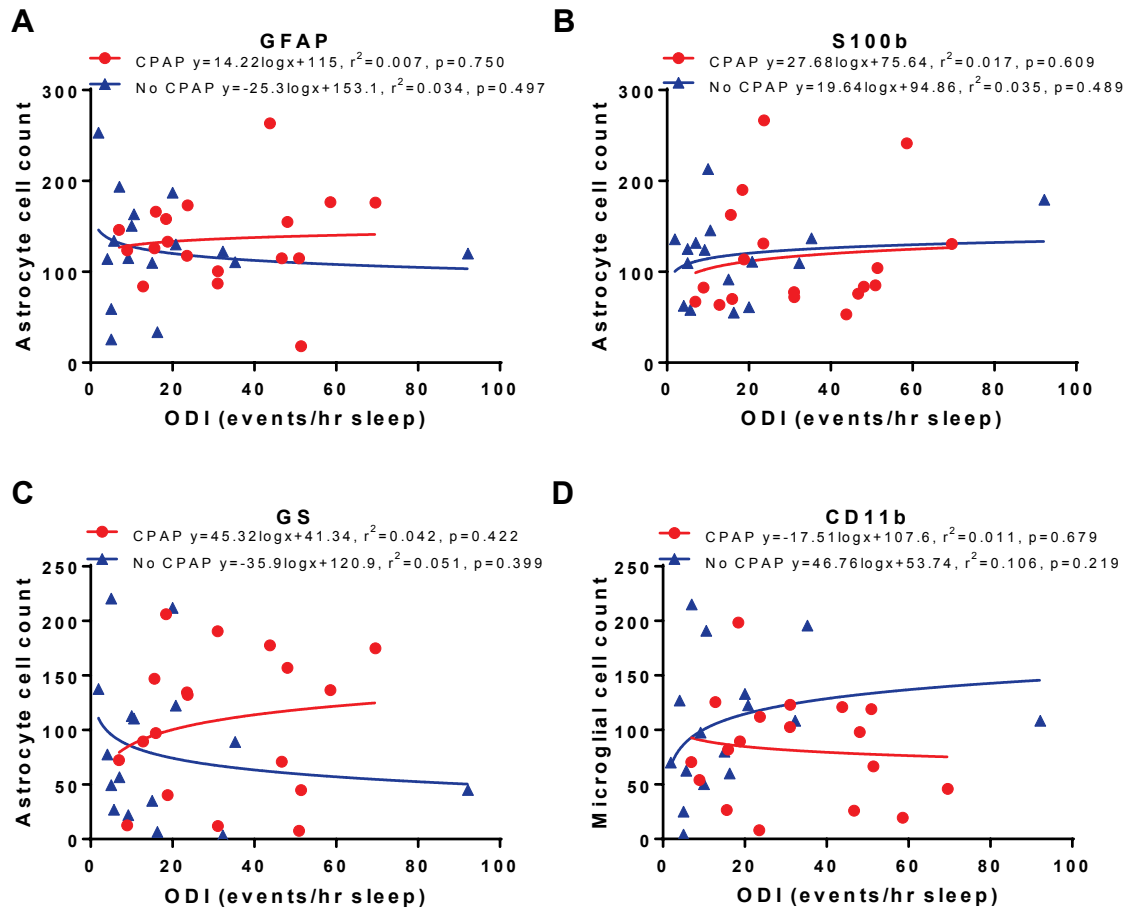 A
GFAP
CPAP y=14.22logx+115, r²=0.007, p=0.750
No CPAP y=-25.3logx+153.1, r²=0.034, p=0.497
300
200
100
0
Astrocyte cell count
0 20 40 60 80 100
ODI (events/hr sleep)
B
S100b
CPAP y=27.68logx+75.64, r²=0.017, p=0.609
No CPAP y=19.64logx+94.86, r²=0.035, p=0.489
300
200
100
0
Astrocyte cell count
0 20 40 60 80 100
ODI (events/hr sleep)
C
GS
CPAP y=45.32logx+41.34, r²=0.042, p=0.422
No CPAP y=-35.9logx+120.9, r²=0.051, p=0.399
250
200
150
100
50
0
Astrocyte cell count
0 20 40 60 80 100
ODI (events/hr sleep)
D
CD11b
CPAP y=-17.51logx+107.6, r²=0.011, p=0.679
No CPAP y=46.76logx+53.74, r²=0.106, p=0.219
250
200
150
100
50
0
Microglial cell count
0 20 40 60 80 100
ODI (events/hr sleep)